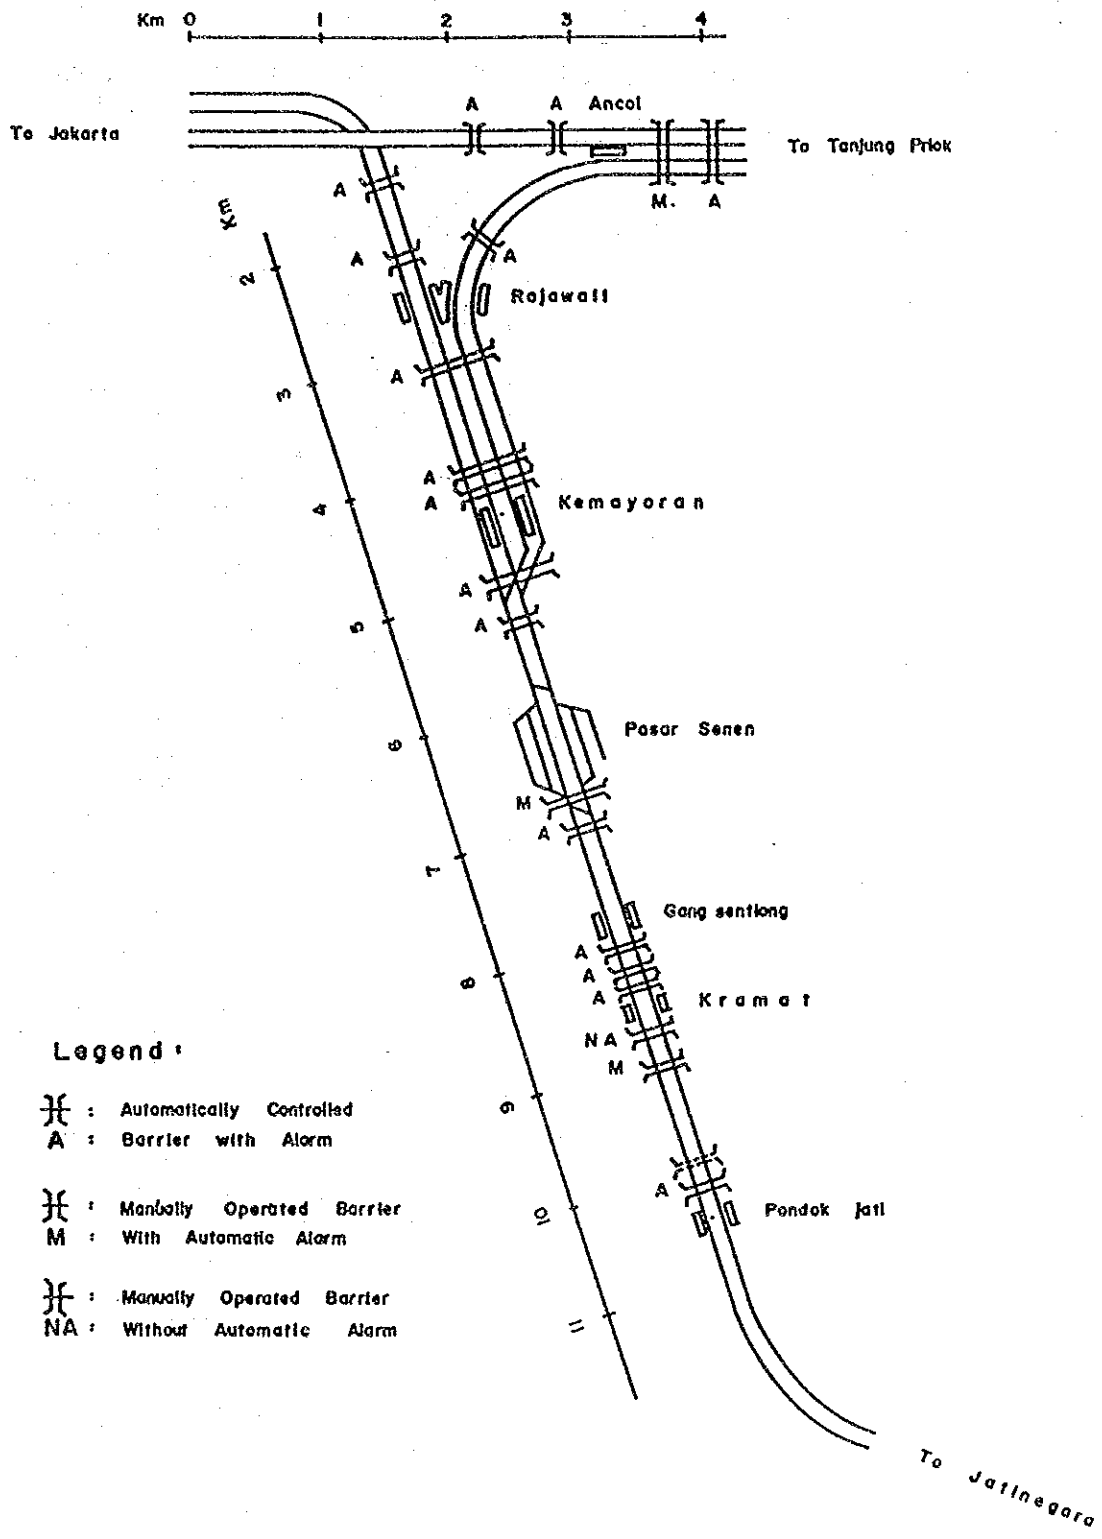 Km 0 1 2 3 4
A A Ancol
To Jakarta
To Tanjung Priok
A
M. A
Km
A
A
2
Rajawali
A
3
A
A
Kemayoran
4
A
A
5
Pasar Senen
6
M
A
7
Gang sentiong
A
A
A
Kramat
8
NA
M
9
A
Pondok jati
10
11
To Jatinegara
Legend :
: Automatically Controlled
A : Barrier with Alarm
: Manually Operated Barrier
M : With Automatic Alarm
: Manually Operated Barrier
NA : Without Automatic Alarm